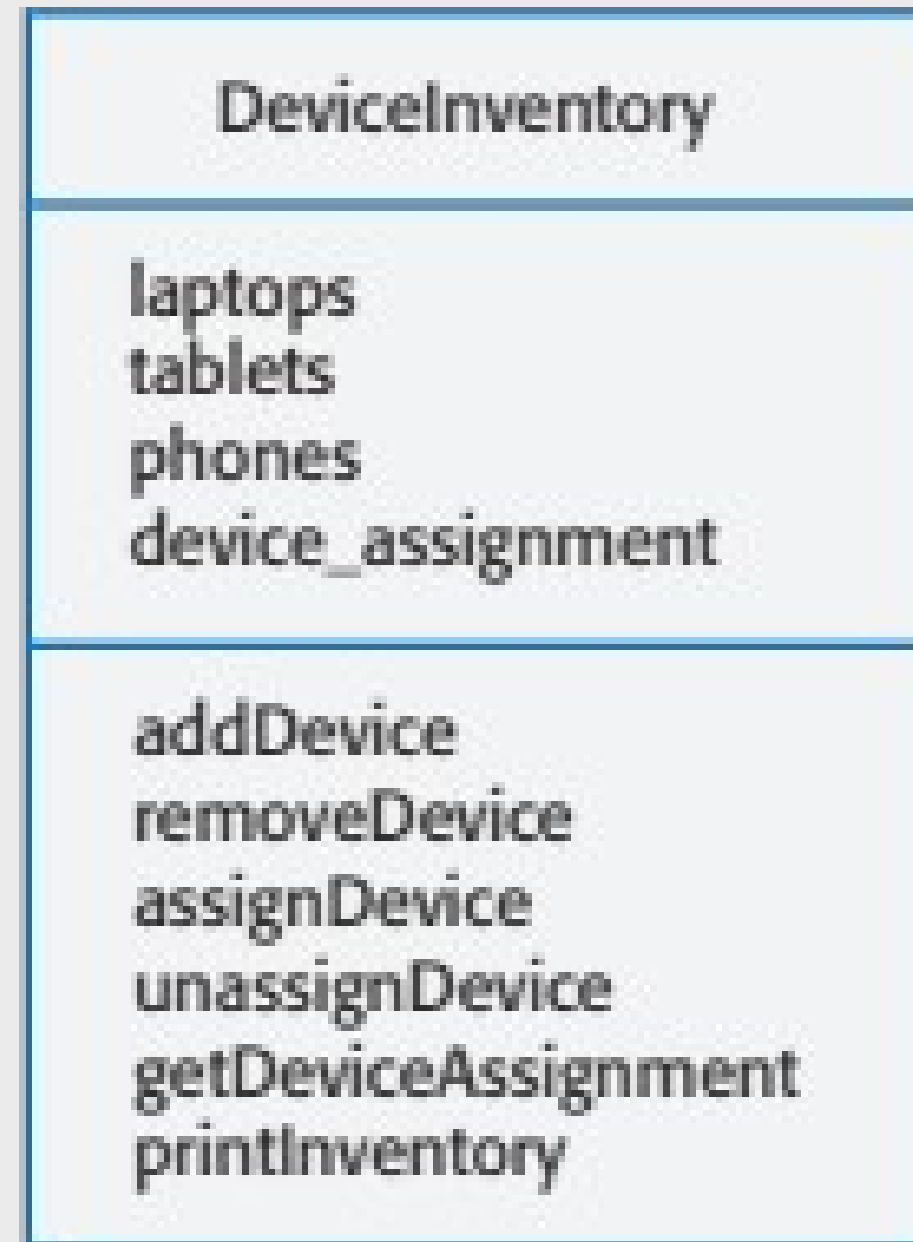 DeviceInventory
laptops
tablets
phones
device_assignment
addDevice
removeDevice
assignDevice
unassignDevice
getDeviceAssignment
printInventory